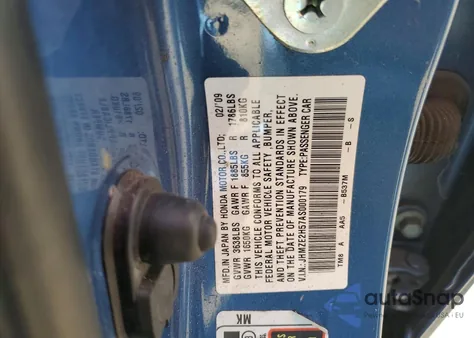 MFD.IN JAPAN BY HONDA MOTOR CO.,LTD; 02/'09
GVWR 3638LBS GAWR F 1885LBS R 1786LBS
GVWR 1650KG GAWR F 855KG R 810KG
THIS VEHICLE CONFORMS TO ALL APPLICABLE
FEDERAL MOTOR VEHICLE SAFETY, BUMPER,
AND THEFT PREVENTION STANDARDS IN EFFECT
ON THE DATE OF MANUFACTURE SHOWN ABOVE.
V.I.N.: JHMZE2H57AS000179 TYPE:PASSENGER CAR
TM8 A AA5 -B537M -B -S
MK
autoSnap